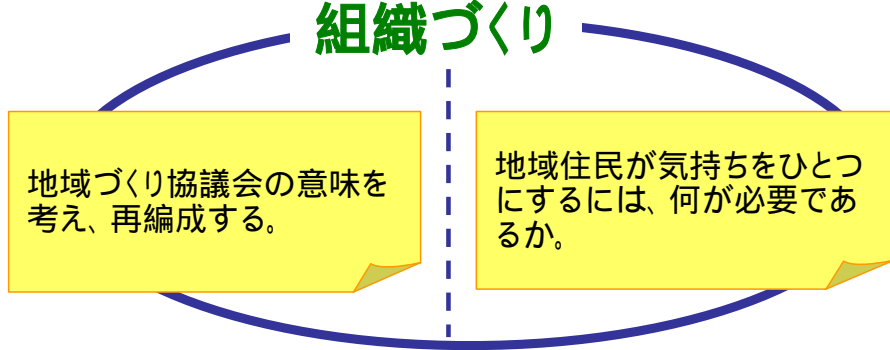 組織づくり
地域づくり協議会の意味を
考え、再編成する。
地域住民が気持ちをひとつ
にするには、何が必要であ
るか。